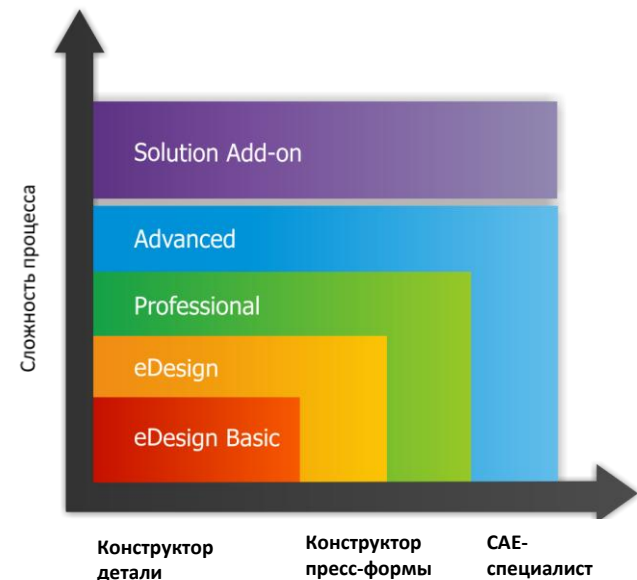 Сложность процесса
Solution Add-on
Advanced
Professional
eDesign
eDesign Basic
Конструктор
детали
Конструктор
пресс-формы
CAE-
специалист